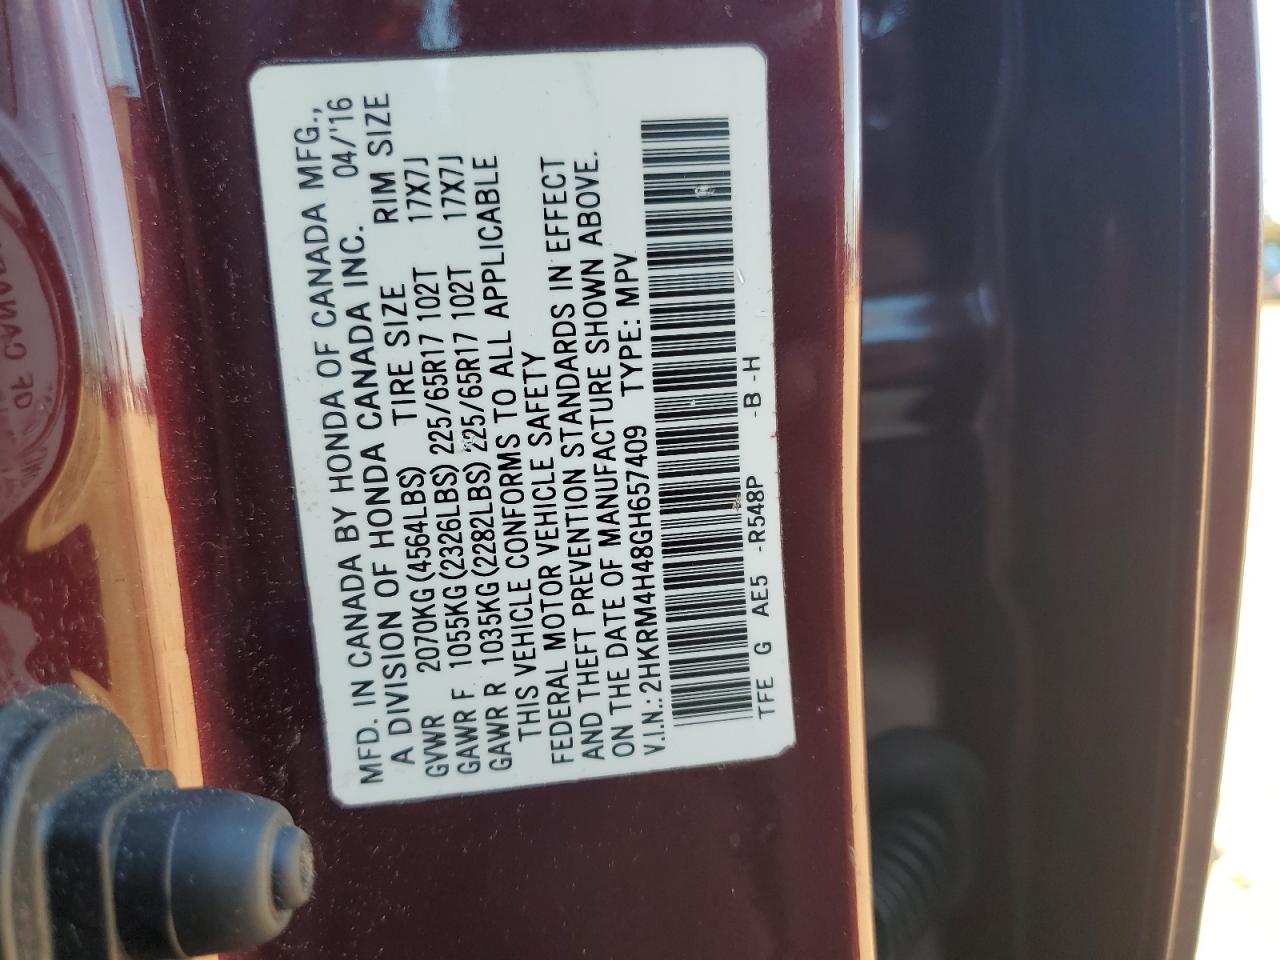 MFD. IN CANADA BY HONDA OF CANADA MFG.,
A DIVISION OF HONDA CANADA INC. 04/'16
GVWR 2070KG(4564LBS) TIRE SIZE RIM SIZE
GAWR F 1055KG(2326LBS) 225/65R17 102T 17X7J
GAWR R 1035KG(2282LBS) 225/65R17 102T 17X7J
THIS VEHICLE CONFORMS TO ALL APPLICABLE
FEDERAL MOTOR VEHICLE SAFETY
AND THEFT PREVENTION STANDARDS IN EFFECT
ON THE DATE OF MANUFACTURE SHOWN ABOVE.
V.I.N.: 2HKRM4H48GH657409 TYPE: MPV
TFE G AE5 -R548P -B -H